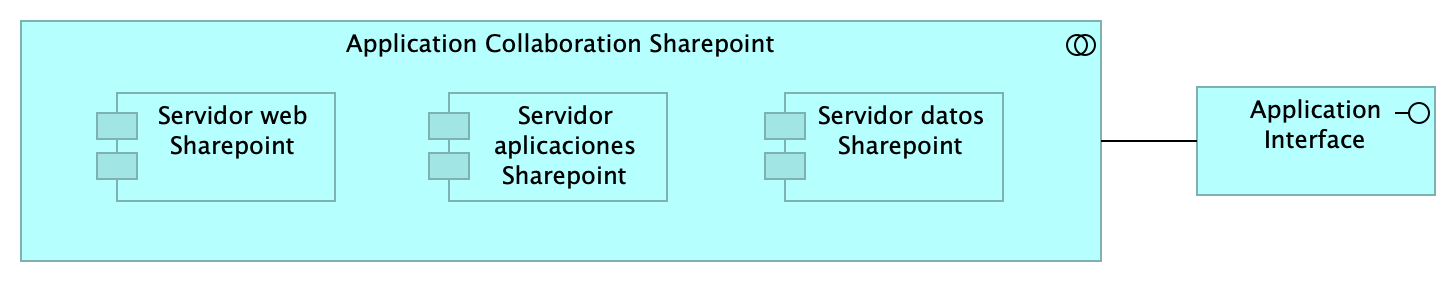 Application Collaboration Sharepoint
Servidor web
Sharepoint
Servidor
aplicaciones
Sharepoint
Servidor datos
Sharepoint
Application
Interface